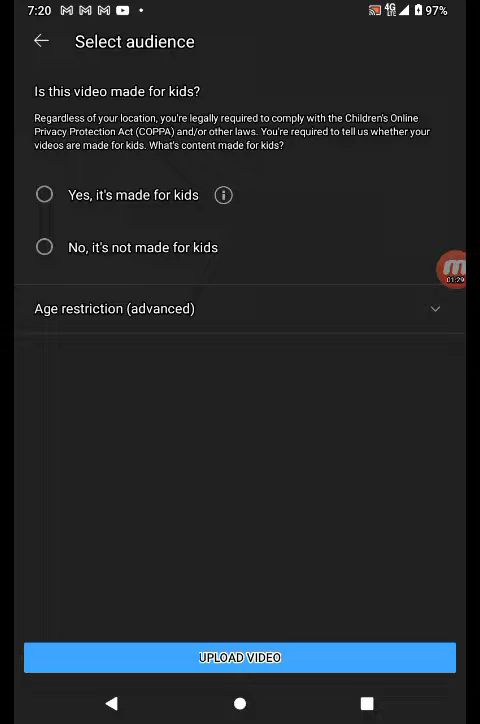 7:20 4G LTE 97%
Select audience
Is this video made for kids?
Regardless of your location, you're legally required to comply with the Children's Online
Privacy Protection Act (COPPA) and/or other laws. You're required to tell us whether your
videos are made for kids. What's content made for kids?
Yes, it's made for kids
No, it's not made for kids
01:29
Age restriction (advanced)
UPLOAD VIDEO